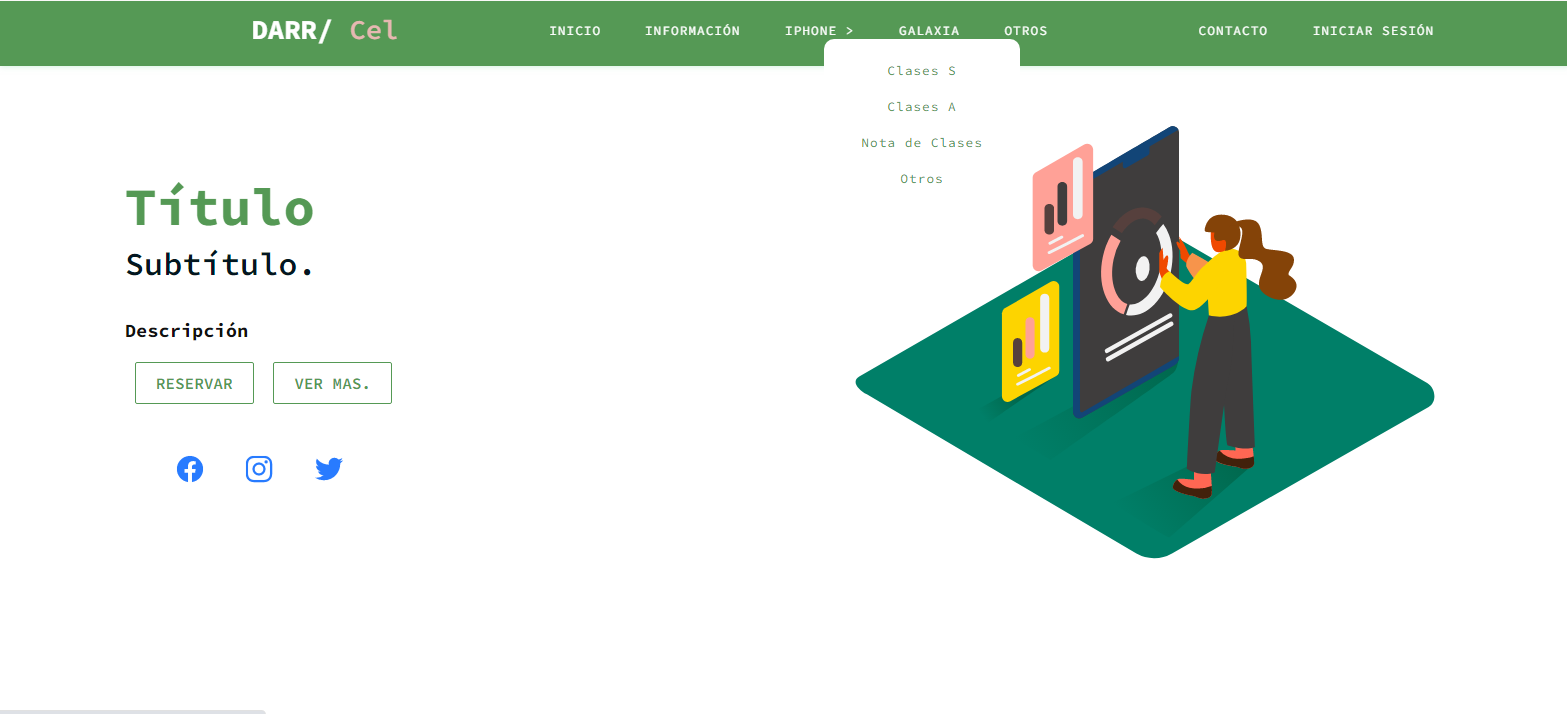 DARR/ Cel
INICIO INFORMACIÓN IPHONE > GALAXIA OTROS CONTACTO INICIAR SESIÓN
Clases S
Clases A
Nota de Clases
Otros
Título
Subtítulo.
Descripción
RESERVAR VER MAS.